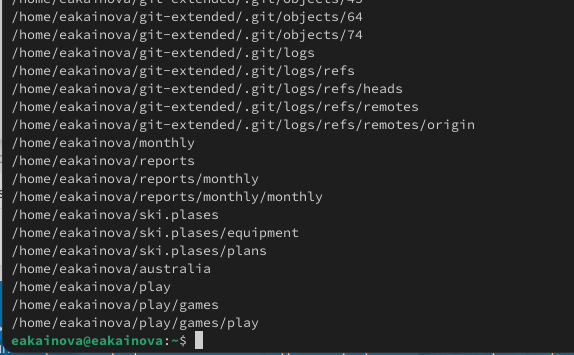 /home/eakainova/git-extended/.git/objects/64
/home/eakainova/git-extended/.git/objects/74
/home/eakainova/git-extended/.git/logs
/home/eakainova/git-extended/.git/logs/refs
/home/eakainova/git-extended/.git/logs/refs/heads
/home/eakainova/git-extended/.git/logs/refs/remotes
/home/eakainova/git-extended/.git/logs/refs/remotes/origin
/home/eakainova/monthly
/home/eakainova/reports
/home/eakainova/reports/monthly
/home/eakainova/reports/monthly/monthly
/home/eakainova/ski.plases
/home/eakainova/ski.plases/equipment
/home/eakainova/ski.plases/plans
/home/eakainova/australia
/home/eakainova/play
/home/eakainova/play/games
/home/eakainova/play/games/play
eakainova@eakainova:~$